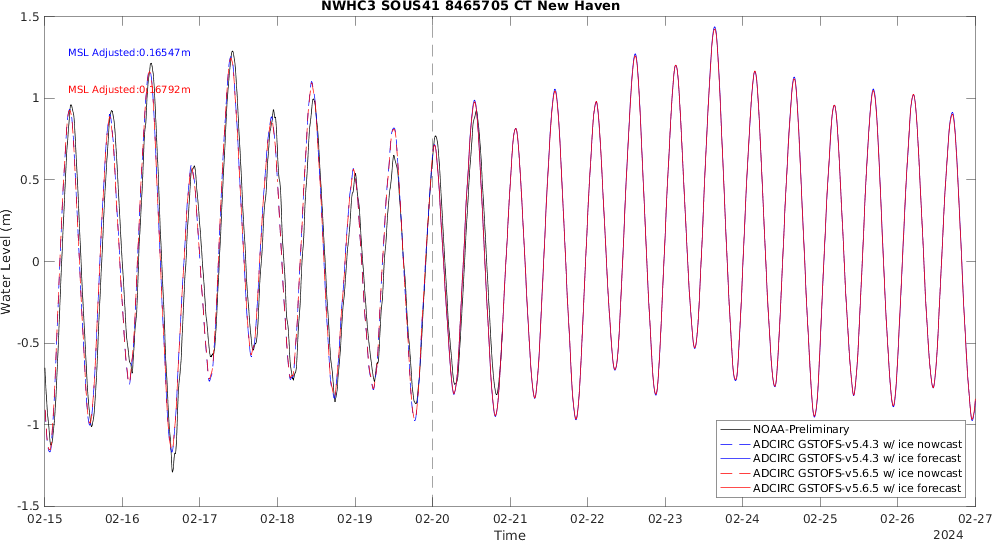 NWHC3 SOUS41 8465705 CT New Haven
MSL Adjusted:0.16547m
MSL Adjusted:0.16792m
Water Level (m)
1.5
1
0.5
0
-0.5
-1
-1.5
NOAA-Preliminary
ADCIRC GSTOFS-v5.4.3 w/ ice nowcast
ADCIRC GSTOFS-v5.4.3 w/ ice forecast
ADCIRC GSTOFS-v5.6.5 w/ ice nowcast
ADCIRC GSTOFS-v5.6.5 w/ ice forecast
02-15 02-16 02-17 02-18 02-19 02-20 02-21 02-22 02-23 02-24 02-25 02-26 02-27
Time
2024